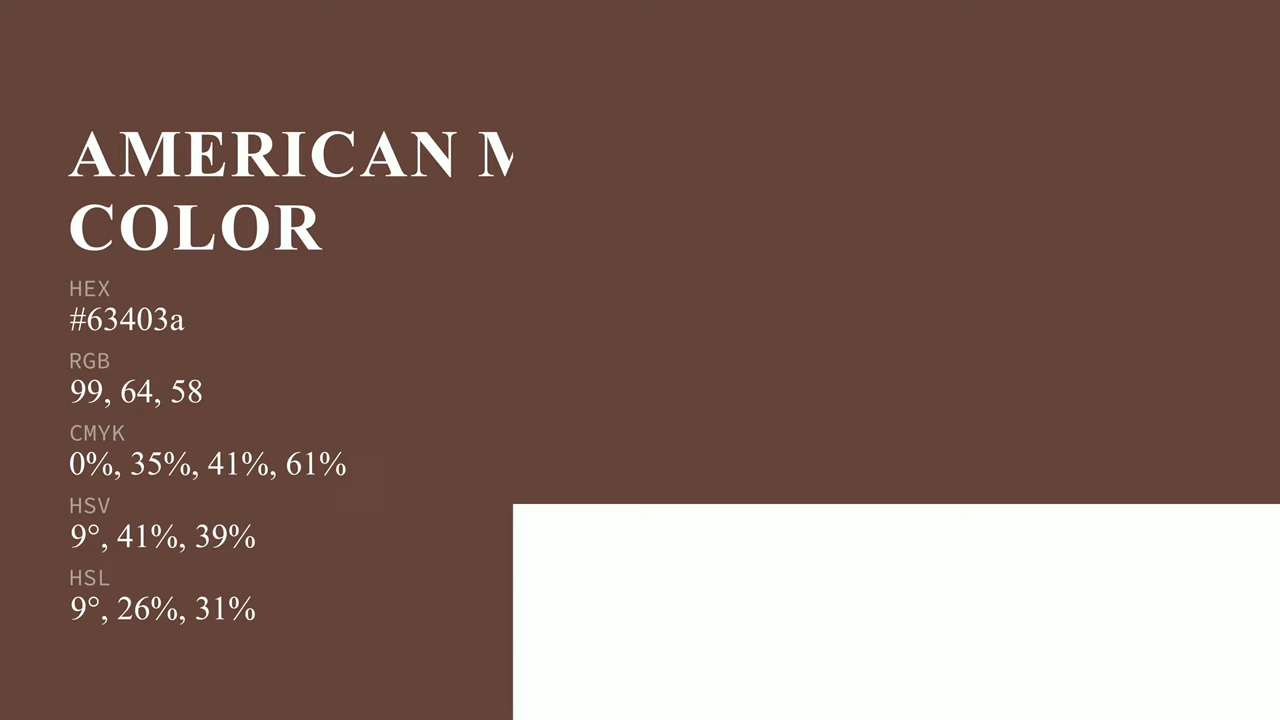 AMERICAN M
COLOR
HEX
#63403a
RGB
99, 64, 58
CMYK
0%, 35%, 41%, 61%
HSV
9°, 41%, 39%
HSL
9°, 26%, 31%